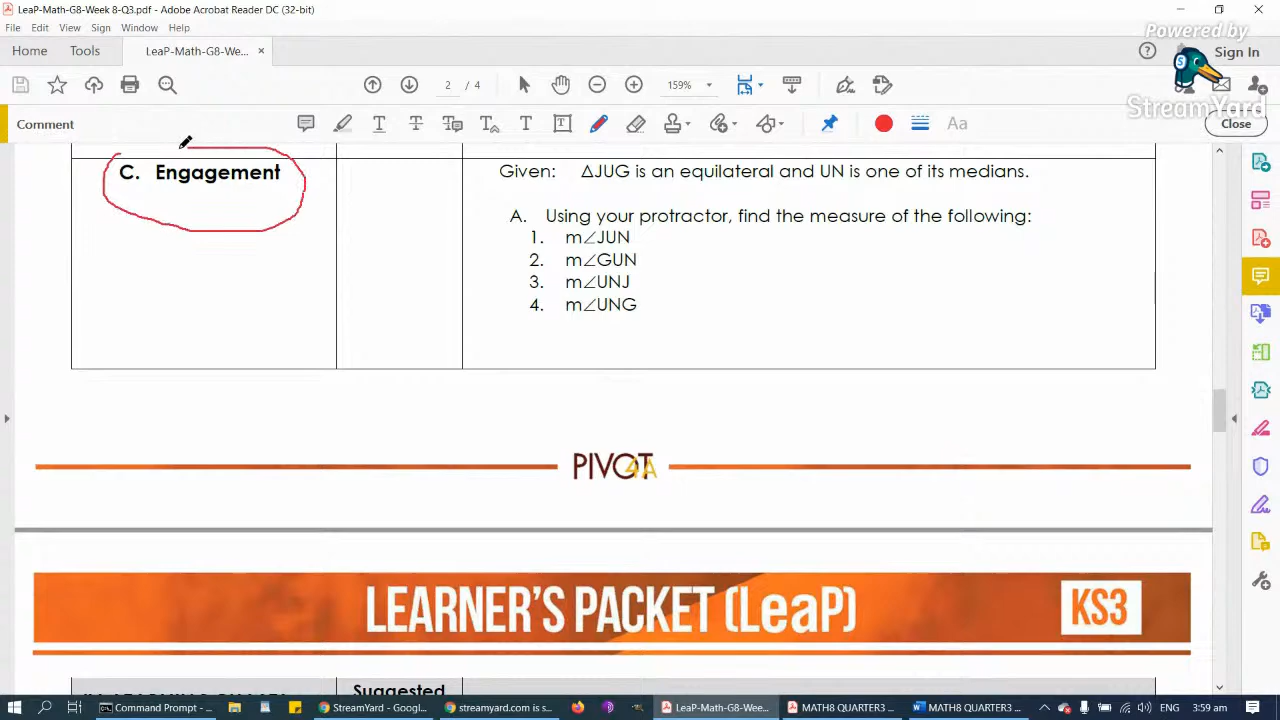 LeaP-Math-G8-Week 8-Q3.pdf - Adobe Acrobat Reader DC (32-bit)
File Edit View Sign Window Help
Powered by
StreamYard
Home Tools LeaP-Math-G8-We... × Sign In
2 / 4 159%
Comment Aa Close
C. Engagement
Given: △JUG is an equilateral and UN is one of its medians.
A. Using your protractor, find the measure of the following:
1. m∠JUN
2. m∠GUN
3. m∠UNJ
4. m∠UNG
PIVOT 4A
LEARNER'S PACKET (LeaP) KS3
Suggested
Command Prompt - ... StreamYard - Googl... streamyard.com is s... LeaP-Math-G8-We... MATH8 QUARTER3 ... MATH8 QUARTER3 ... ENG 3:59 am